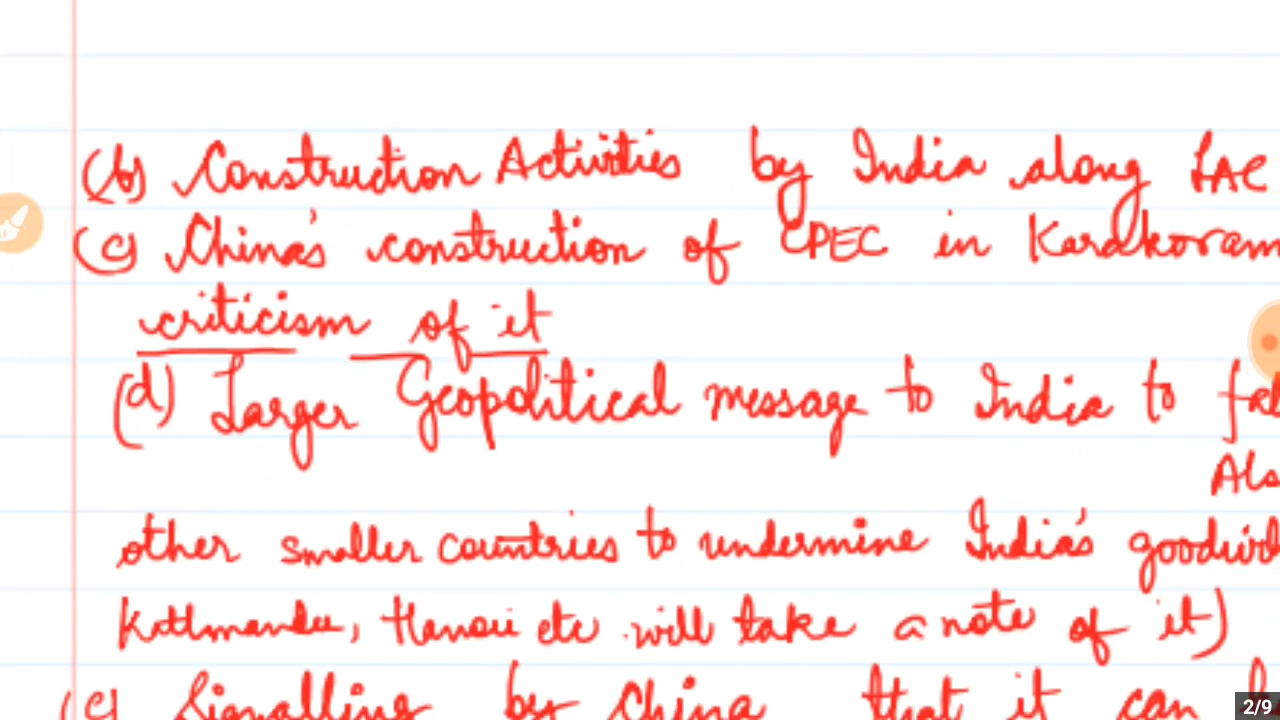 (b) Construction Activities by India along LAC
(c) China's construction of CPEC in Karakoram
criticism of it
(d) Larger Geopolitical message to India to
other smaller countries to undermine India's
Kathmandu, Hanoi etc will take a note of it)
(e) Signalling by China that it can
2/9